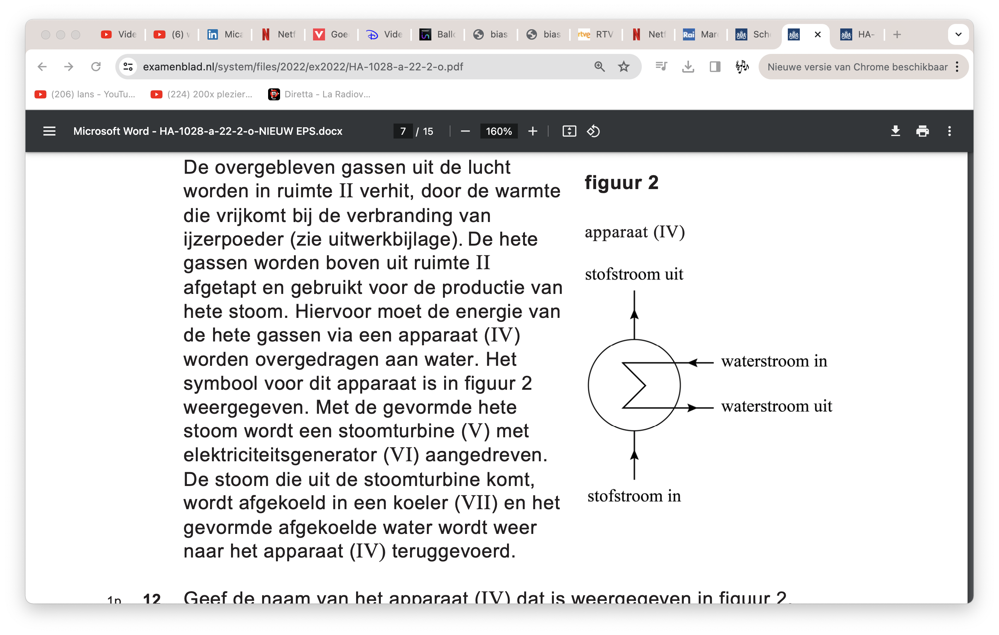 Vide
(6) w
Mica
Netf
Goe
Vide
Ballo
bias
bias
rtve RTV
Netf
Rai Mar
Sch
HA-
examenblad.nl/system/files/2022/ex2022/HA-1028-a-22-2-o.pdf
Nieuwe versie van Chrome beschikbaar
(206) lans - YouTu...
(224) 200x plezier...
Diretta - La Radiov...
Microsoft Word - HA-1028-a-22-2-o-NIEUW EPS.docx
7 / 15
160%
De overgebleven gassen uit de lucht
worden in ruimte II verhit, door de warmte
die vrijkomt bij de verbranding van
ijzerpoeder (zie uitwerkbijlage). De hete
gassen worden boven uit ruimte II
afgetapt en gebruikt voor de productie van
hete stoom. Hiervoor moet de energie van
de hete gassen via een apparaat (IV)
worden overgedragen aan water. Het
symbool voor dit apparaat is in figuur 2
weergegeven. Met de gevormde hete
stoom wordt een stoomturbine (V) met
elektriciteitsgenerator (VI) aangedreven.
De stoom die uit de stoomturbine komt,
wordt afgekoeld in een koeler (VII) en het
gevormde afgekoelde water wordt weer
naar het apparaat (IV) teruggevoerd.
figuur 2
apparaat (IV)
stofstroom uit
waterstroom in
waterstroom uit
stofstroom in
1p 12 Geef de naam van het apparaat (IV) dat is weergegeven in figuur 2.